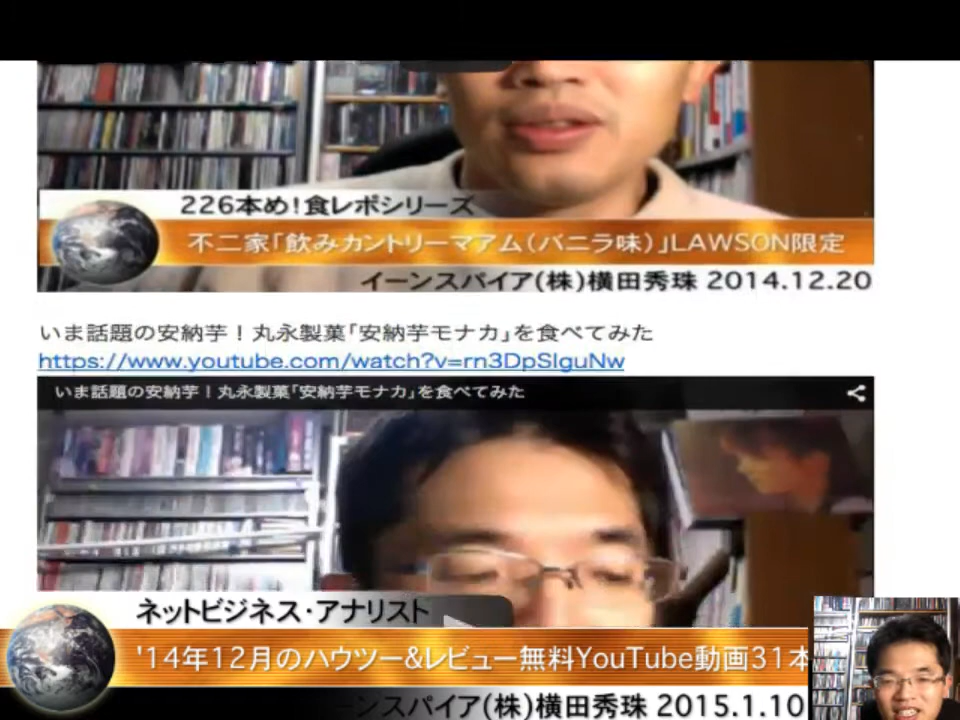 226本め!食レポシリーズ
不二家「飲みカントリーマアム(バニラ味)」LAWSON限定
イーンスパイア(株)横田秀珠 2014.12.20
いま話題の安納芋!丸永製菓「安納芋モナカ」を食べてみた
https://www.youtube.com/watch?v=rn3DpSlguNw
いま話題の安納芋!丸永製菓「安納芋モナカ」を食べてみた
ネットビジネス・アナリスト
'14年12月のハウツー&レビュー無料YouTube動画31本
ーンスパイア(株)横田秀珠 2015.1.10